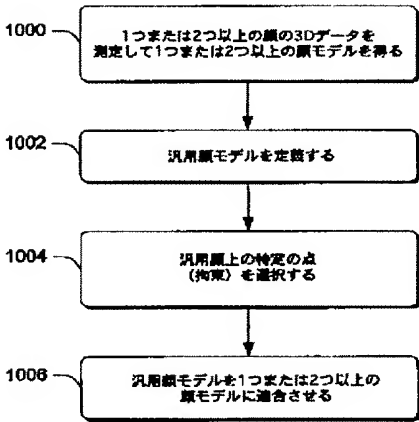 1000
1つまたは2つ以上の顔の3Dデータを
測定して1つまたは2つ以上の顔モデルを得る
1002
汎用顔モデルを定義する
1004
汎用顔上の特定の点
(拘束)を選択する
1006
汎用顔モデルを1つまたは2つ以上の
顔モデルに適合させる